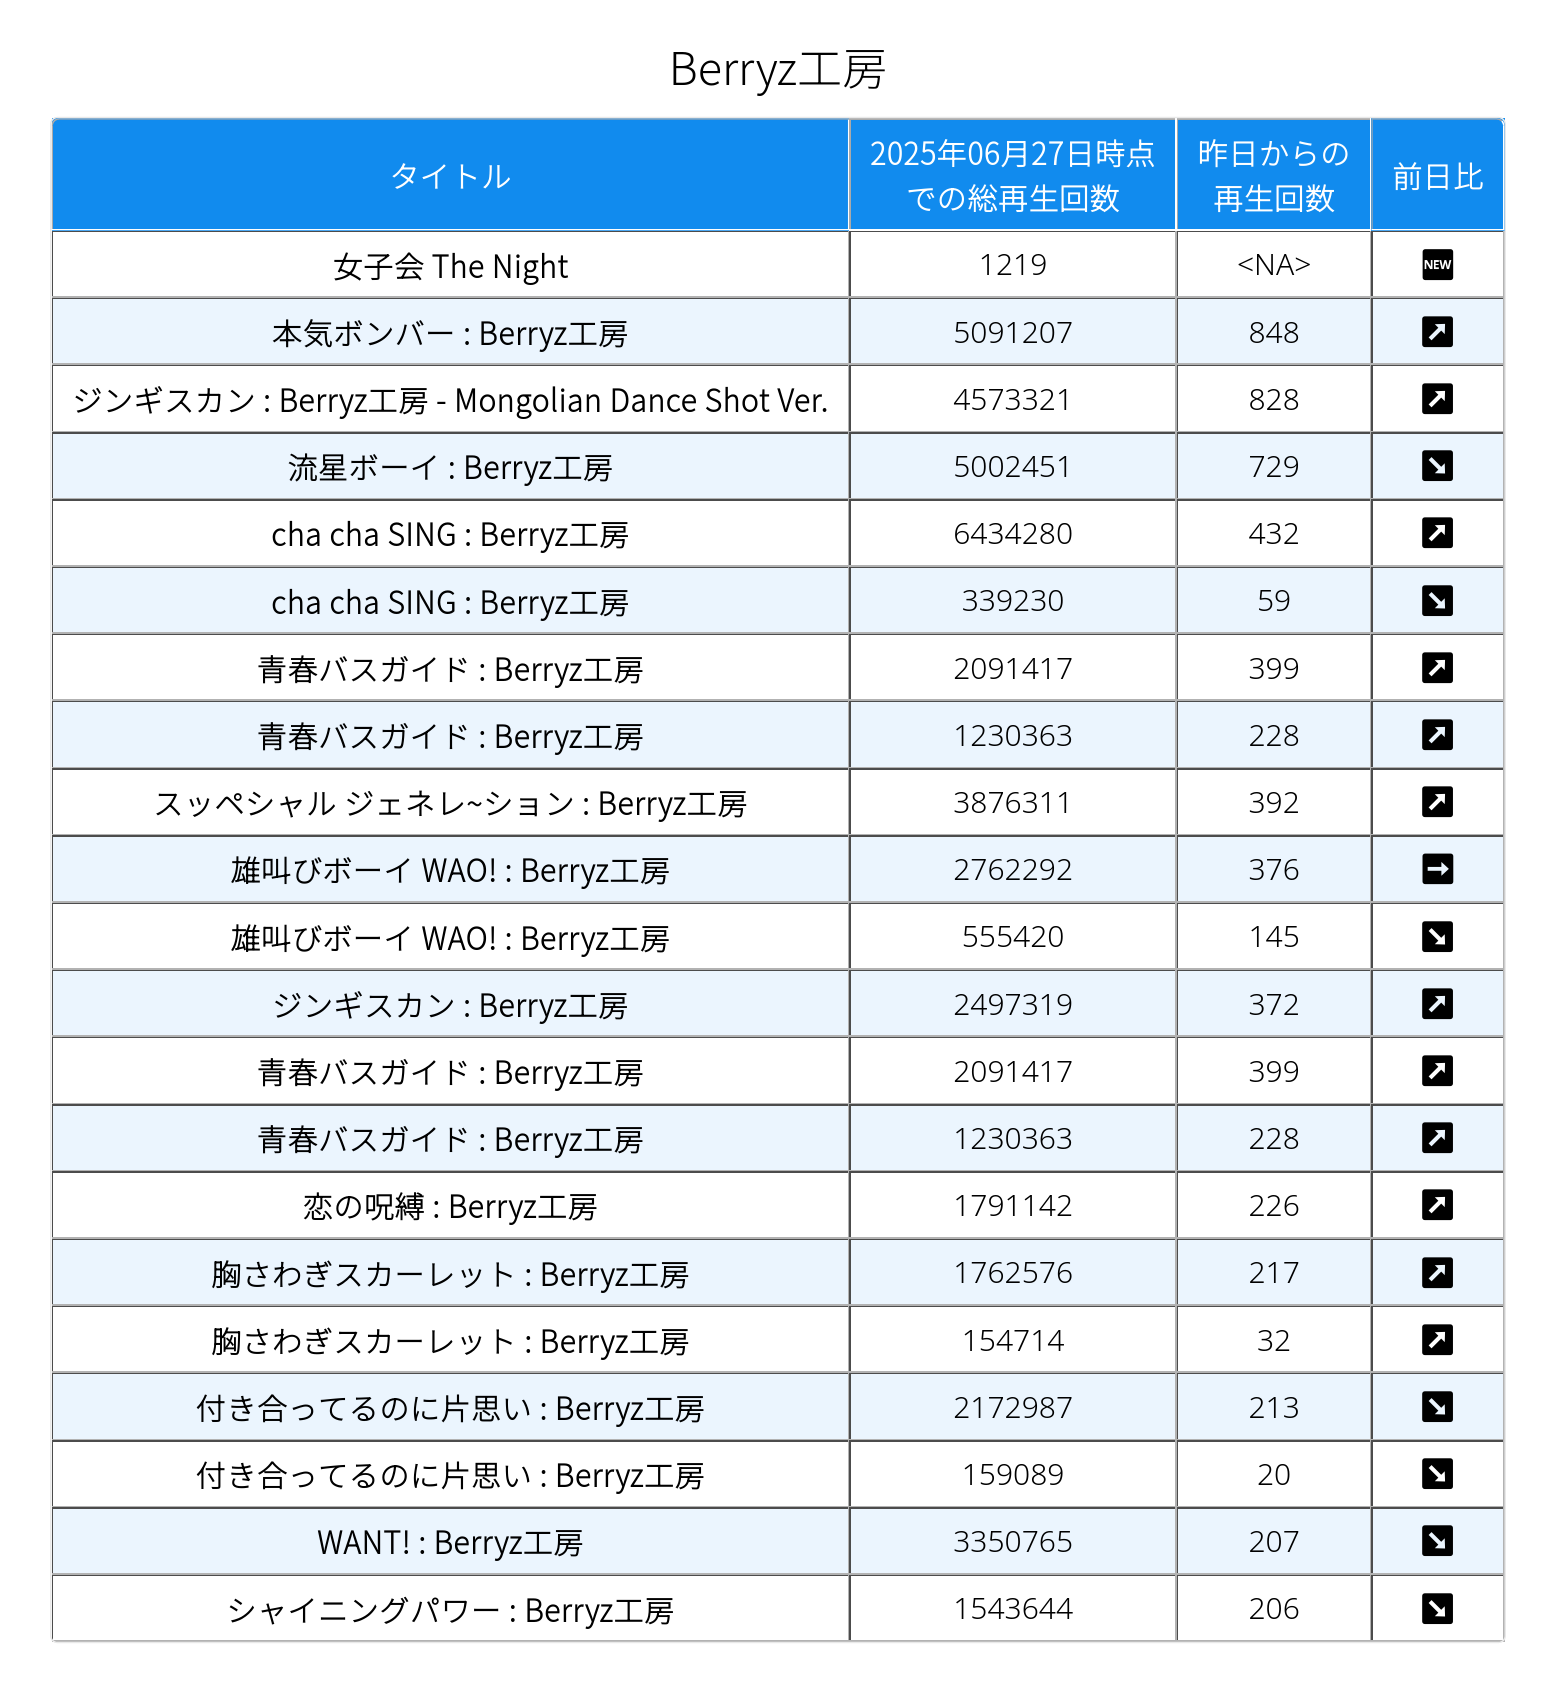 Berryz工房
タイトル
2025年06月27日時点
での総再生回数
昨日からの
再生回数
前日比
女子会 The Night 1219 <NA> NEW
本気ボンバー : Berryz工房 5091207 848
ジンギスカン : Berryz工房 - Mongolian Dance Shot Ver. 4573321 828
流星ボーイ : Berryz工房 5002451 729
cha cha SING : Berryz工房 6434280 432
cha cha SING : Berryz工房 339230 59
青春バスガイド : Berryz工房 2091417 399
青春バスガイド : Berryz工房 1230363 228
スッペシャル ジェネレ~ション : Berryz工房 3876311 392
雄叫びボーイ WAO! : Berryz工房 2762292 376
雄叫びボーイ WAO! : Berryz工房 555420 145
ジンギスカン : Berryz工房 2497319 372
青春バスガイド : Berryz工房 2091417 399
青春バスガイド : Berryz工房 1230363 228
恋の呪縛 : Berryz工房 1791142 226
胸さわぎスカーレット : Berryz工房 1762576 217
胸さわぎスカーレット : Berryz工房 154714 32
付き合ってるのに片思い : Berryz工房 2172987 213
付き合ってるのに片思い : Berryz工房 159089 20
WANT! : Berryz工房 3350765 207
シャイニングパワー : Berryz工房 1543644 206